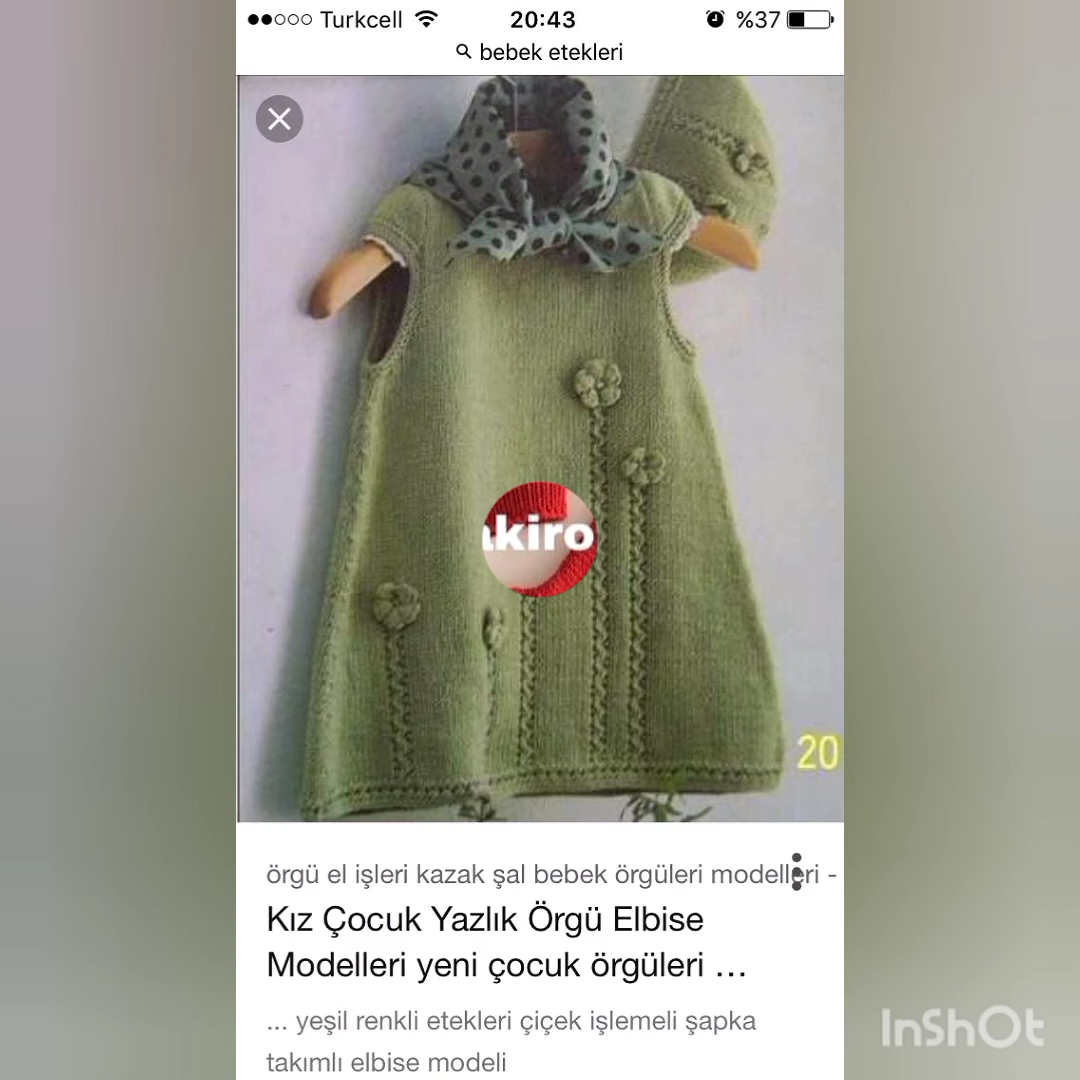 Turkcell 20:43 %37
bebek etekleri
akiro
20
örgü el işleri kazak şal bebek örgüleri modelleri -
Kız Çocuk Yazlık Örgü Elbise
Modelleri yeni çocuk örgüleri ...
... yeşil renkli etekleri çiçek işlemeli şapka
takımlı elbise modeli
InShOt